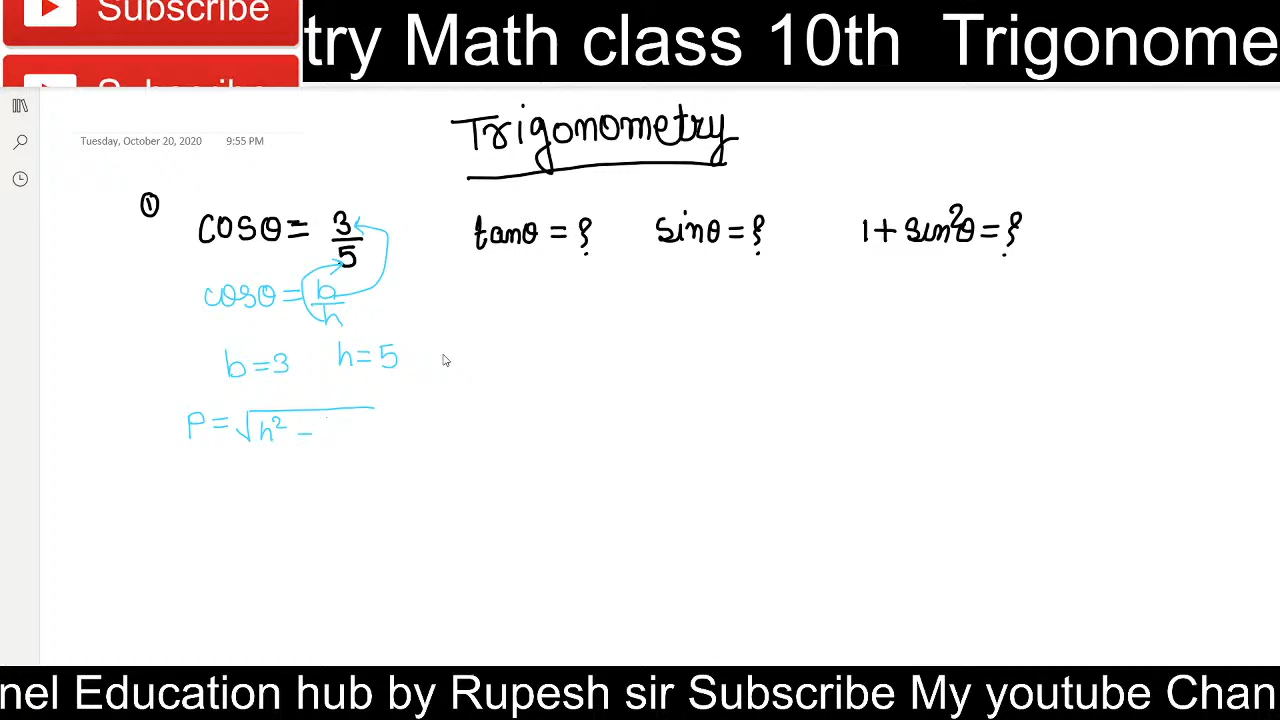 Subscribe
try Math class 10th Trigonome
Subscribe
Trigonometry
Tuesday, October 20, 2020 9:55 PM
①
cosθ = 3/5 tanθ = ? sinθ = ? 1 + sin²θ = ?
cosθ = b/h
b = 3 h = 5
P = √h² –
nel Education hub by Rupesh sir Subscribe My youtube Chan